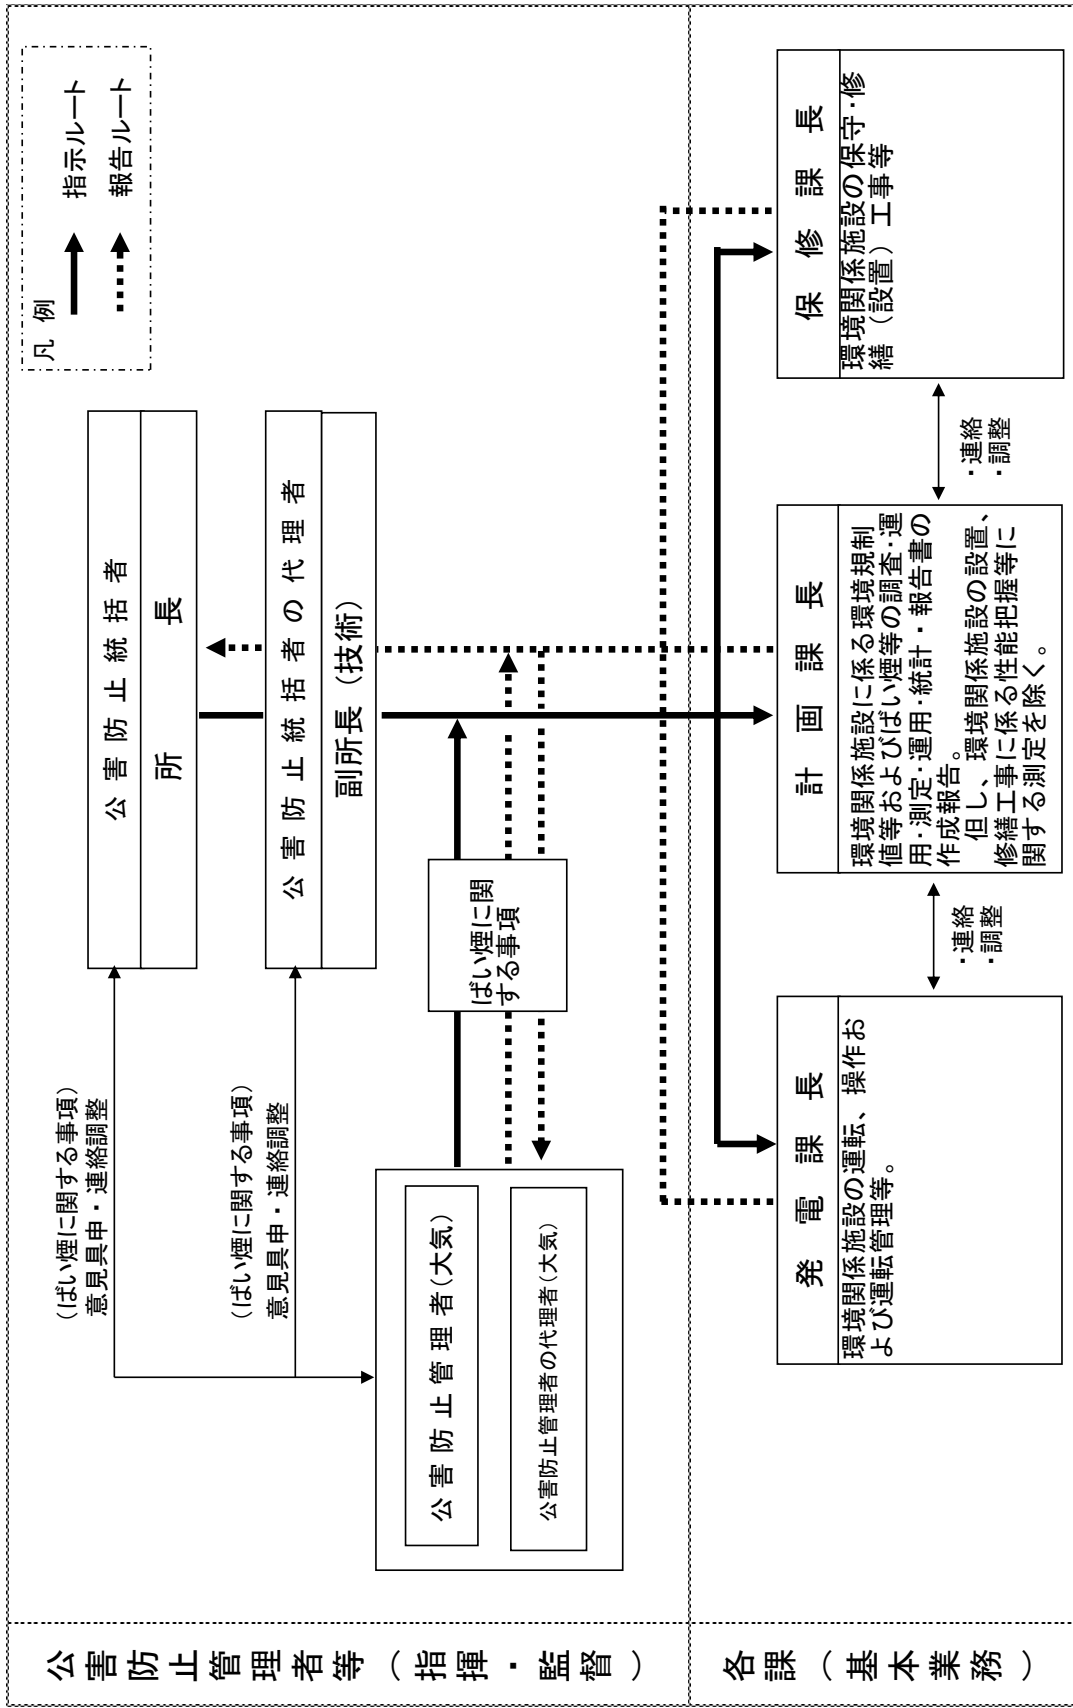 公害防止管理者等（指揮・監督）
各課（基本業務）
凡例
指示ルート
報告ルート
公害防止統括者
所長
公害防止統括者の代理者
副所長（技術）
（ばい煙に関する事項）
意見具申・連絡調整
（ばい煙に関する事項）
意見具申・連絡調整
ばい煙に関
する事項
公害防止管理者（大気）
公害防止管理者の代理者（大気）
発電課長
環境関係施設の運転、操作お
よび運転管理等。
・連絡
・調整
計画課長
環境関係施設に係る環境規制
値等およびばい煙等の調査・運
用・測定・運用・統計・報告書の
作成報告。
但し、環境関係施設の設置、
修繕工事に係る性能把握等に
関する測定を除く。
・連絡
・調整
保修課長
環境関係施設の保守・修
繕（設置）工事等